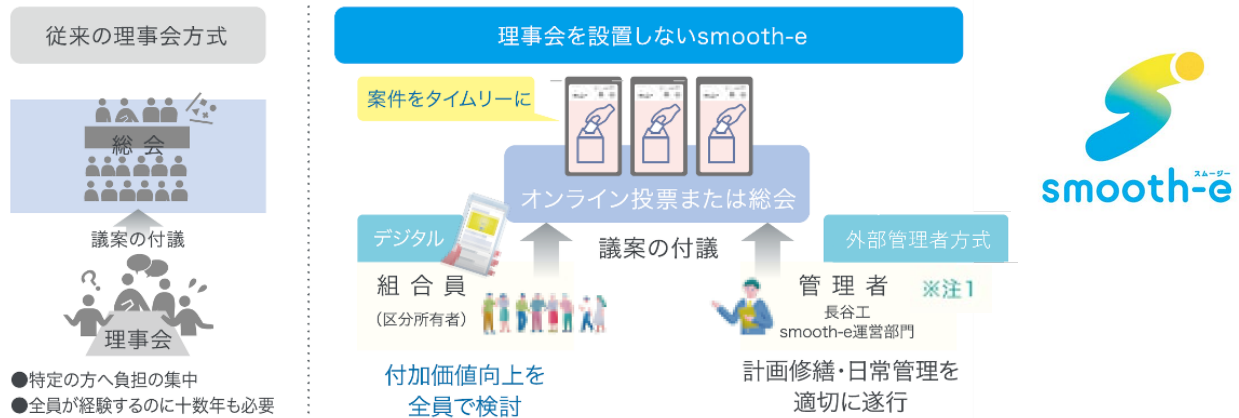 従来の理事会方式
総会
議案の付議
理事会
●特定の方へ負担の集中
●全員が経験するのに十数年も必要
理事会を設置しないsmooth-e
案件をタイムリーに
オンライン投票または総会
デジタル
議案の付議
外部管理者方式
組合員
(区分所有者)
管理者 ※注1
長谷工
smooth-e運営部門
付加価値向上を
全員で検討
計画修繕・日常管理を
適切に遂行
スムージー
smooth-e